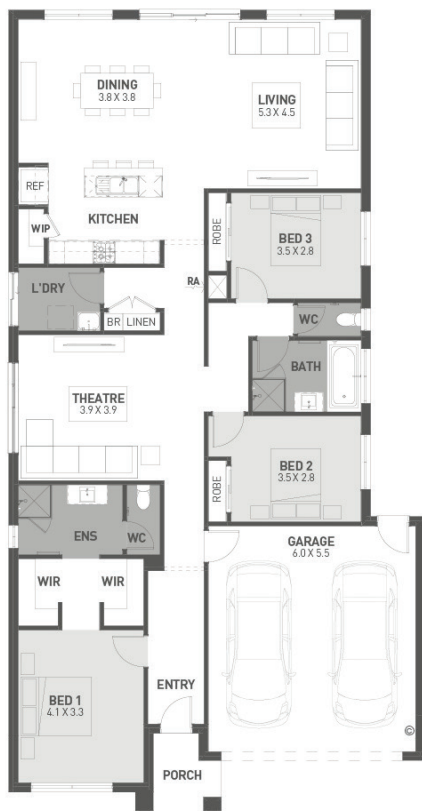 DINING
3.8 X 3.8
LIVING
5.3 X 4.5
REF
KITCHEN
WIP
ROBE
BED 3
3.5 X 2.8
L'DRY
RA
BR
LINEN
WC
BATH
THEATRE
3.9 X 3.9
ROBE
BED 2
3.5 X 2.8
ENS
WC
WIR
WIR
GARAGE
6.0 X 5.5
BED 1
4.1 X 3.3
ENTRY
PORCH
©